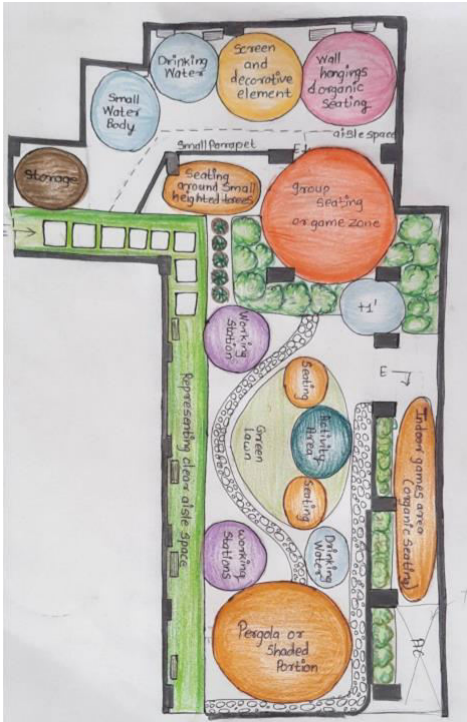 Drinking
Water
Screen
and
decorative
element
Wall
hangings
&organic
Seating
Small
Water
Body
aisle space
Small Parapet
E↑
Storage
Seating
around Small
heighted trees
group
seating
or game zone
+1'
Working
Station
E
Seating
Activity
Area
Green
Lawn
Seating
Representing clear aisle space
Indoor games area
(organic seating)
Working
Stations
Drinking
Water
Pergola or
Shaded
Portion